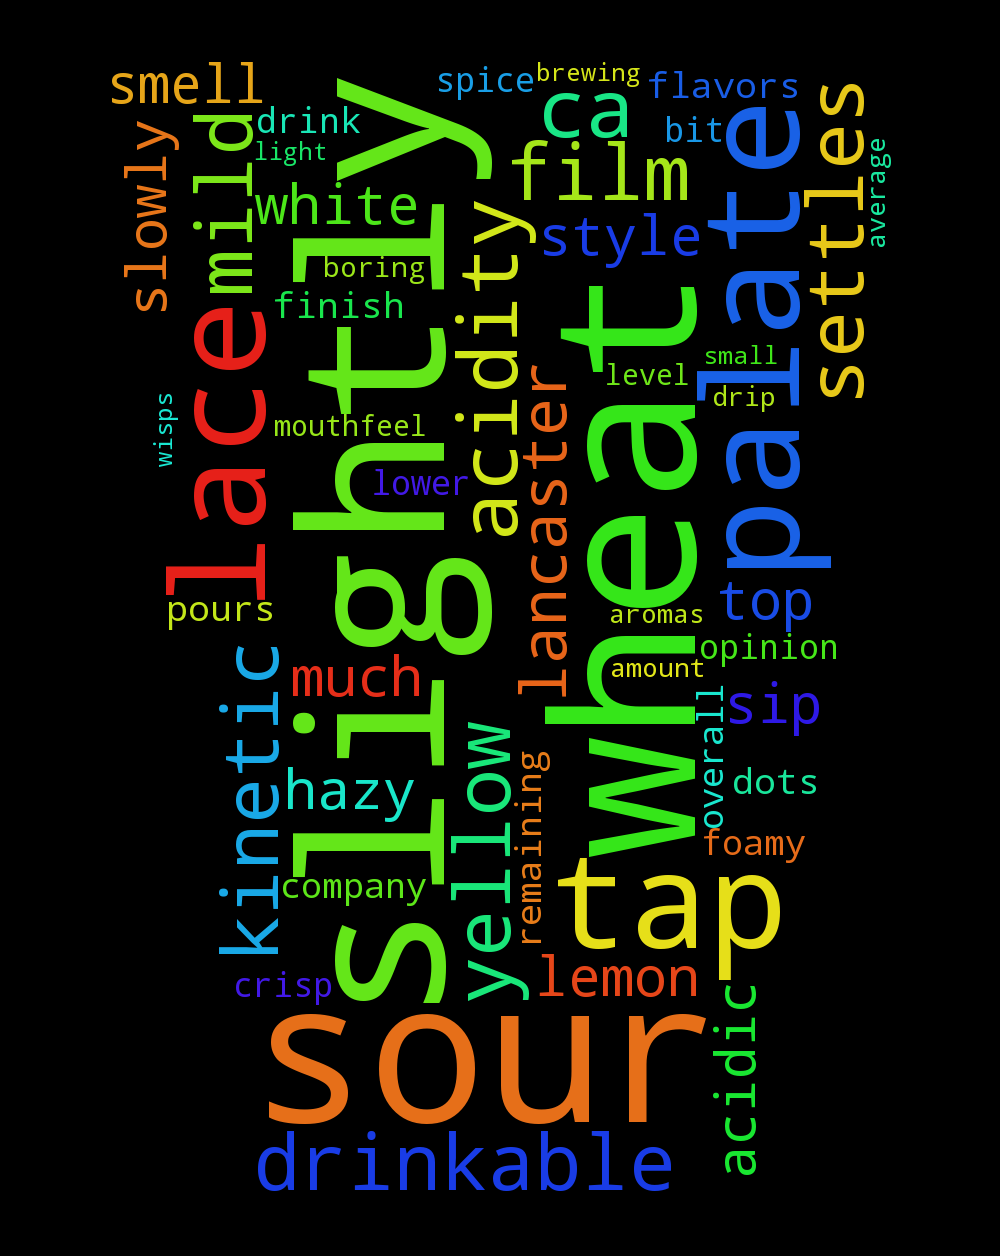 smell
spice
brewing
flavors
drink
ca
bit
slowly
mild
light
slightly
film
palate
settles
average
white
style
acidity
boring
finish
lace
wheat
level
small
drip
wisps
mouthfeel
lancaster
lower
pours
aromas
top
opinion
much
amount
sip
kinetic
yellow
overall
hazy
remaining
dots
foamy
company
tap
crisp
lemon
sour
acidic
drinkable